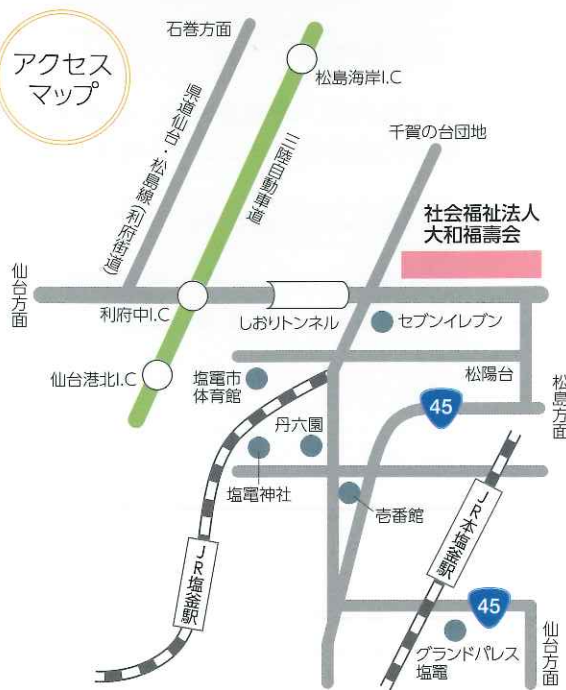 アクセス
マップ
石巻方面
松島海岸I.C
県道仙台・松島線(利府街道)
三陸自動車道
千賀の台団地
社会福祉法人
大和福壽会
仙台方面
利府中I.C
しおりトンネル
セブンイレブン
仙台港北I.C
塩竈市
体育館
松陽台
松島方面
45
丹六園
塩竈神社
壱番館
JR塩釜駅
JR本塩釜駅
45
グランドパレス
塩竈
仙台方面